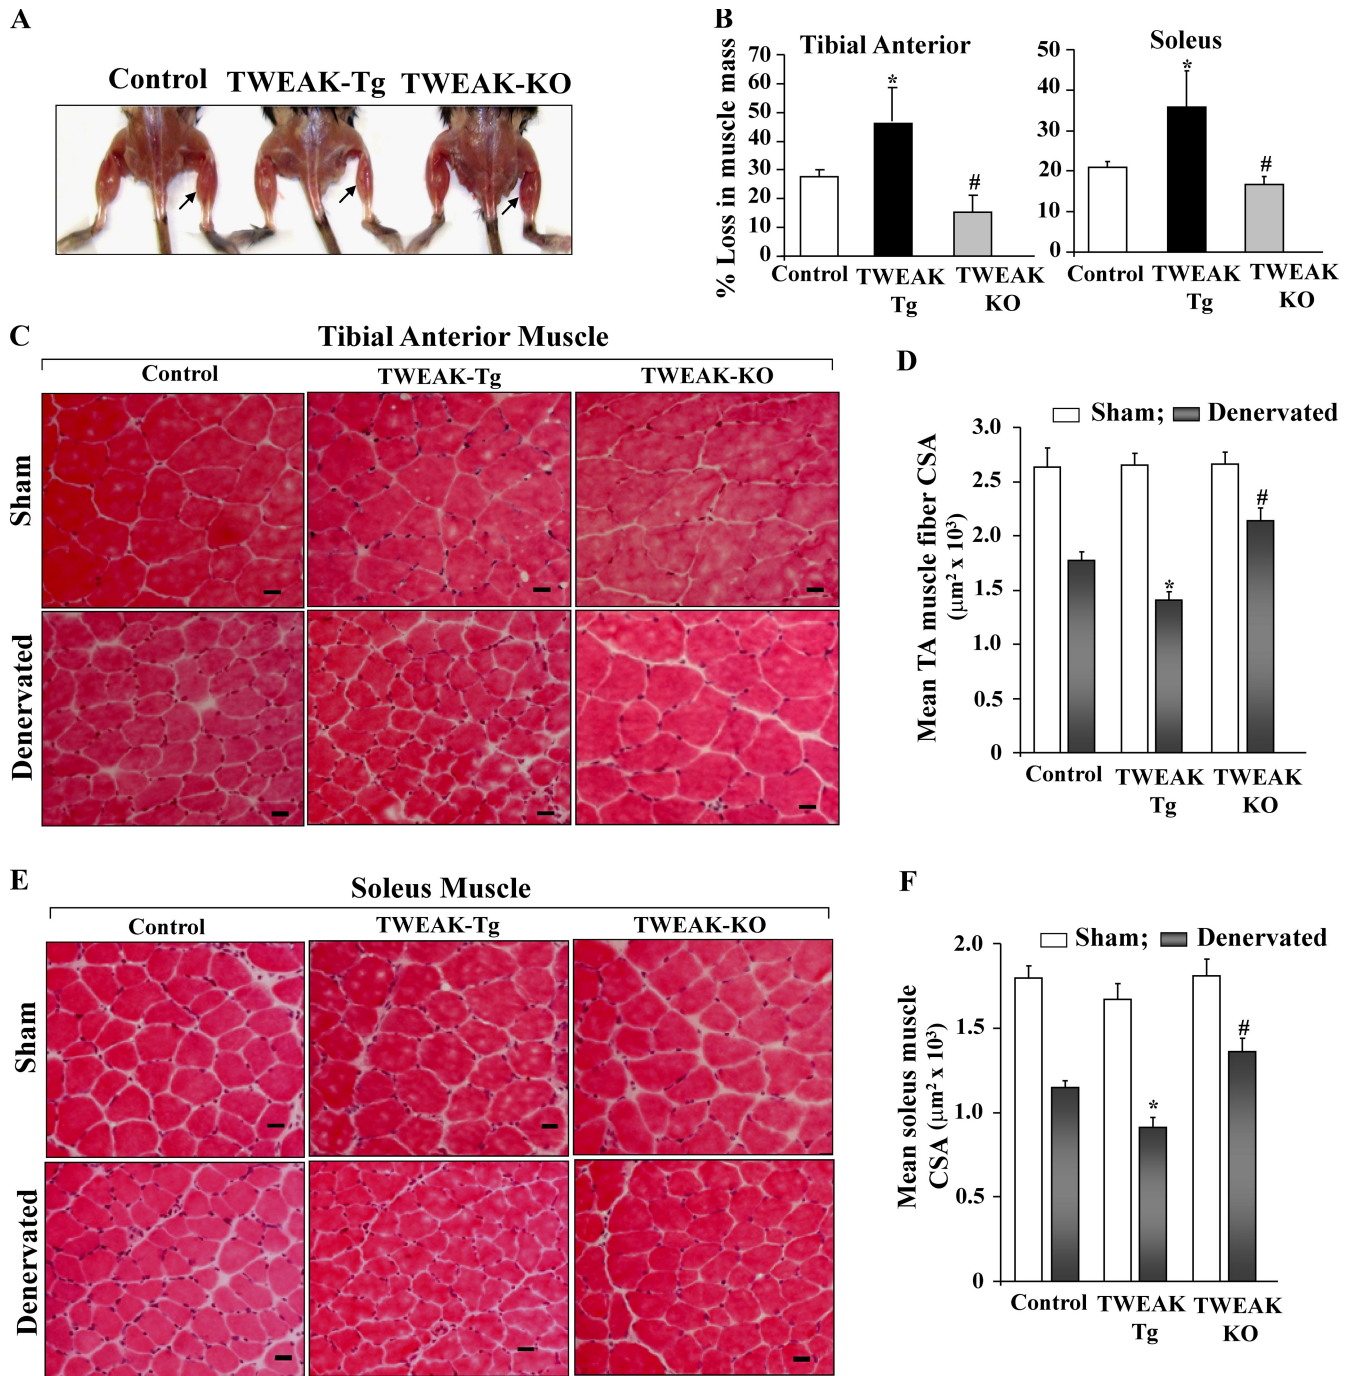 A
Control TWEAK-Tg TWEAK-KO
B
Tibial Anterior
% Loss in muscle mass
70
60
50
40
30
20
10
0
*
#
Control TWEAK TWEAK
Tg KO
Soleus
50
40
30
20
10
0
*
#
Control TWEAK TWEAK
Tg KO
C
Tibial Anterior Muscle
Control TWEAK-Tg TWEAK-KO
Sham
Denervated
D
Sham; Denervated
Mean TA muscle fiber CSA
(μm² x 10³)
3.0
2.5
2.0
1.5
1.0
0.5
0
*
#
Control TWEAK TWEAK
Tg KO
E
Soleus Muscle
Control TWEAK-Tg TWEAK-KO
Sham
Denervated
F
Sham; Denervated
Mean soleus muscle
CSA (μm² x 10³)
2.0
1.5
1.0
0.5
0
*
#
Control TWEAK TWEAK
Tg KO